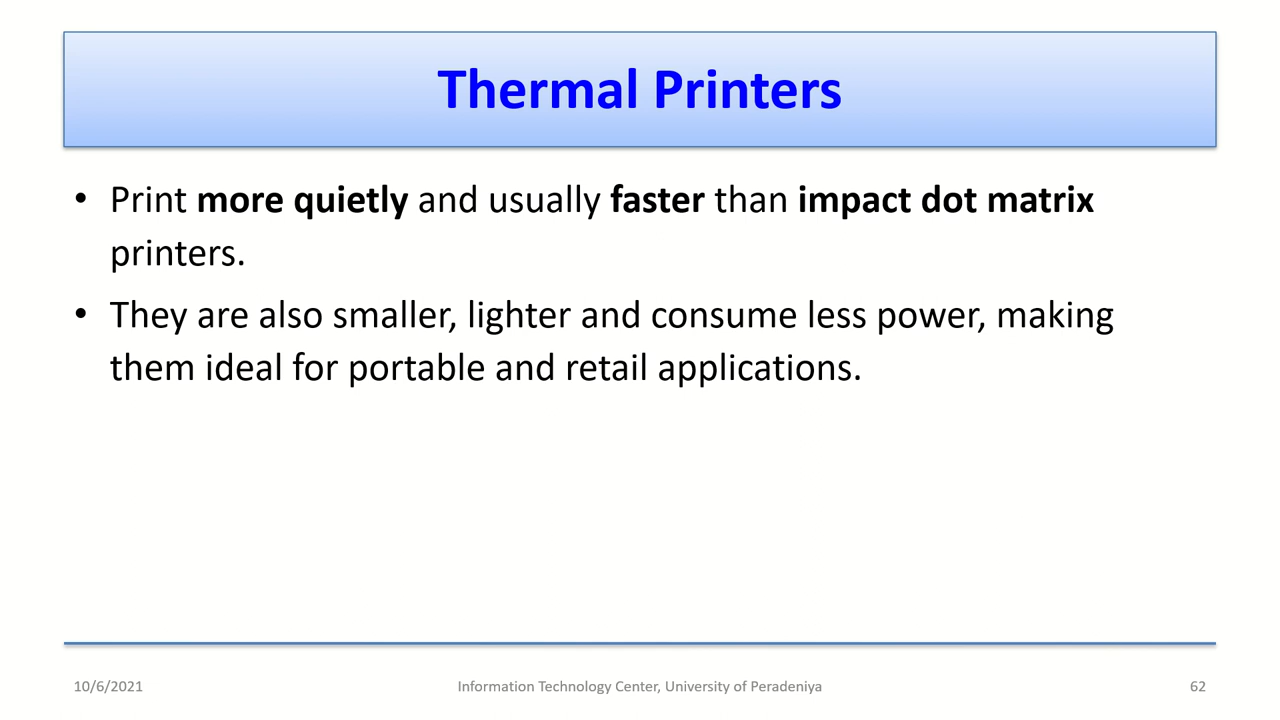 Thermal Printers
• Print more quietly and usually faster than impact dot matrix
printers.
• They are also smaller, lighter and consume less power, making
them ideal for portable and retail applications.
10/6/2021
Information Technology Center, University of Peradeniya
62